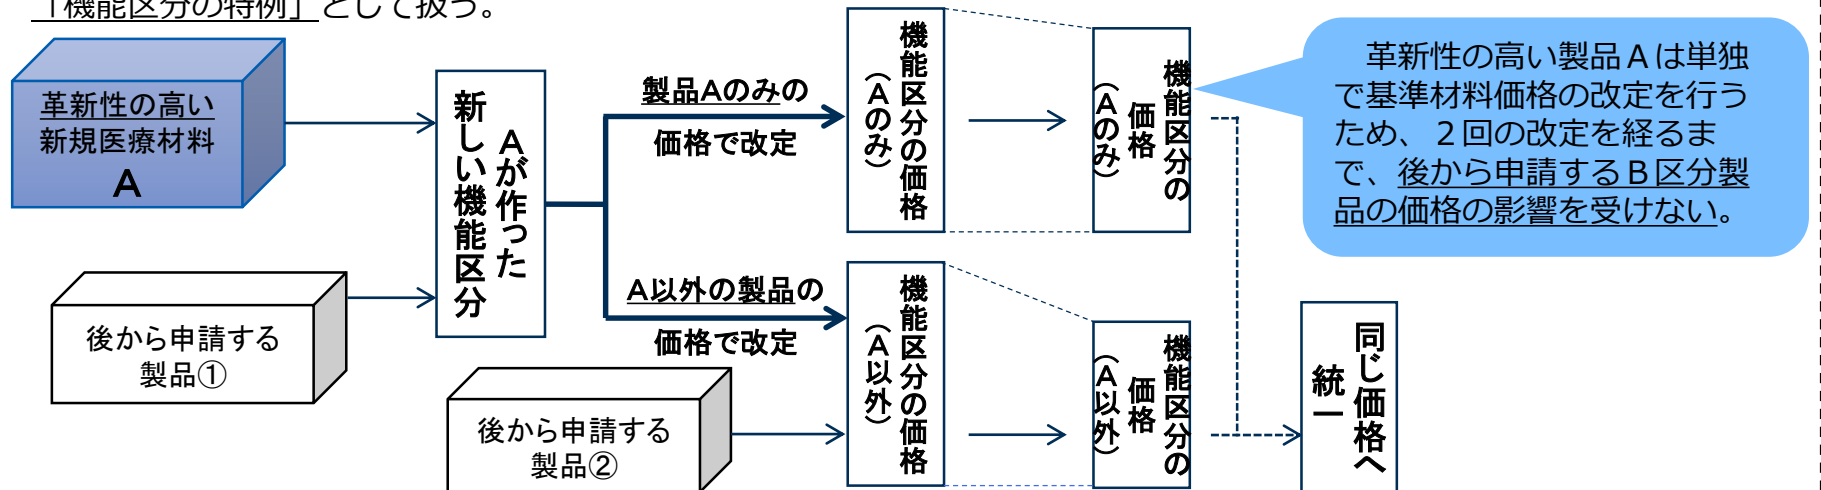 「機能区分の特例」として扱う。
革新性の高い
新規医療材料
A
後から申請する
製品①
Aが作った
新しい機能区分
製品Aのみの
価格で改定
A以外の製品の
価格で改定
後から申請する
製品②
機能区分の価格
（Aのみ）
機能区分の
価格
（Aのみ）
機能区分の価格
（A以外）
機能区分の
価格
（A以外）
革新性の高い製品Aは単独
で基準材料価格の改定を行う
ため、２回の改定を経るま
で、後から申請するＢ区分製
品の価格の影響を受けない。
同じ価格へ
統一